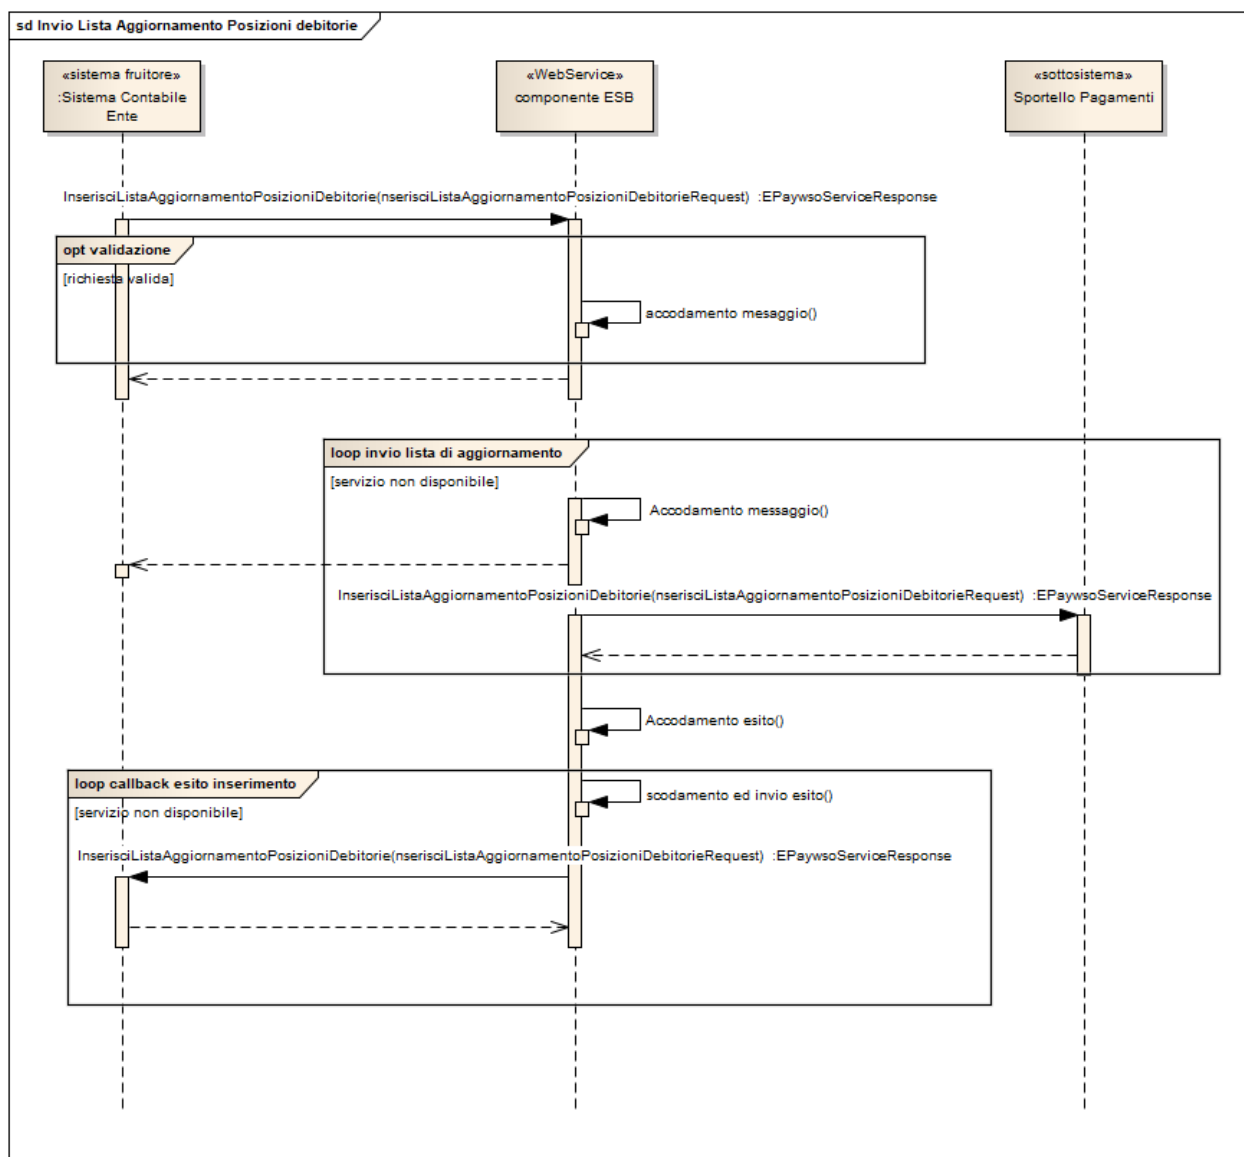 sd Invio Lista Aggiornamento Posizioni debitorie
«sistema fruitore»
:Sistema Contabile
Ente
«WebService»
componente ESB
«sottosistema»
Sportello Pagamenti
InserisciListaAggiornamentoPosizioniDebitorie(nserisciListaAggiornamentoPosizioniDebitorieRequest) :EPaywsoServiceResponse
opt validazione
[richiesta valida]
accodamento mesaggio()
loop invio lista di aggiornamento
[servizio non disponibile]
Accodamento messaggio()
InserisciListaAggiornamentoPosizioniDebitorie(nserisciListaAggiornamentoPosizioniDebitorieRequest) :EPaywsoServiceResponse
Accodamento esito()
loop callback esito inserimento
[servizio non disponibile]
scodamento ed invio esito()
InserisciListaAggiornamentoPosizioniDebitorie(nserisciListaAggiornamentoPosizioniDebitorieRequest) :EPaywsoServiceResponse